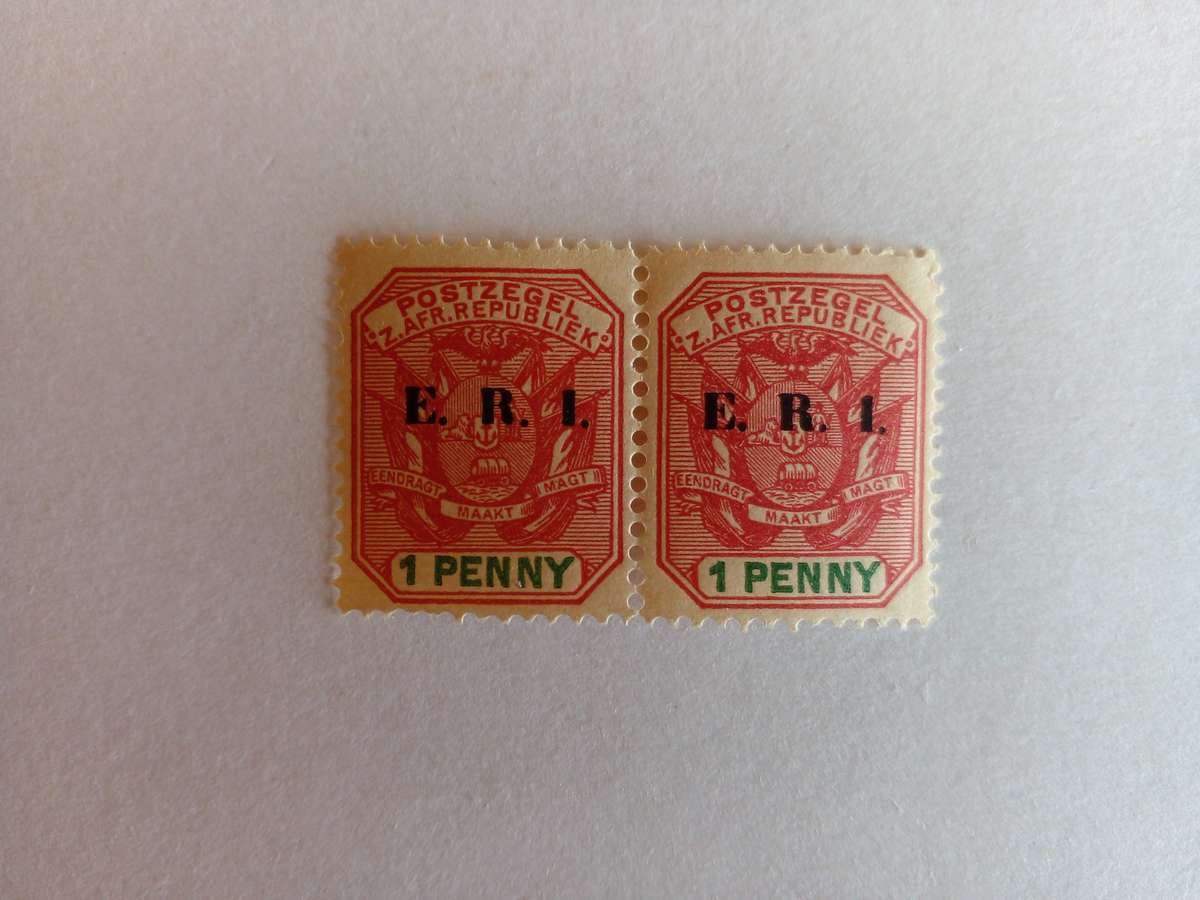 POSTZEGEL
Z. AFR. REPUBLIEK
E. R. I.
EENDRAGT MAAKT MAGT
1 PENNY
POSTZEGEL
Z. AFR. REPUBLIEK
E. R. I.
EENDRAGT MAAKT MAGT
1 PENNY